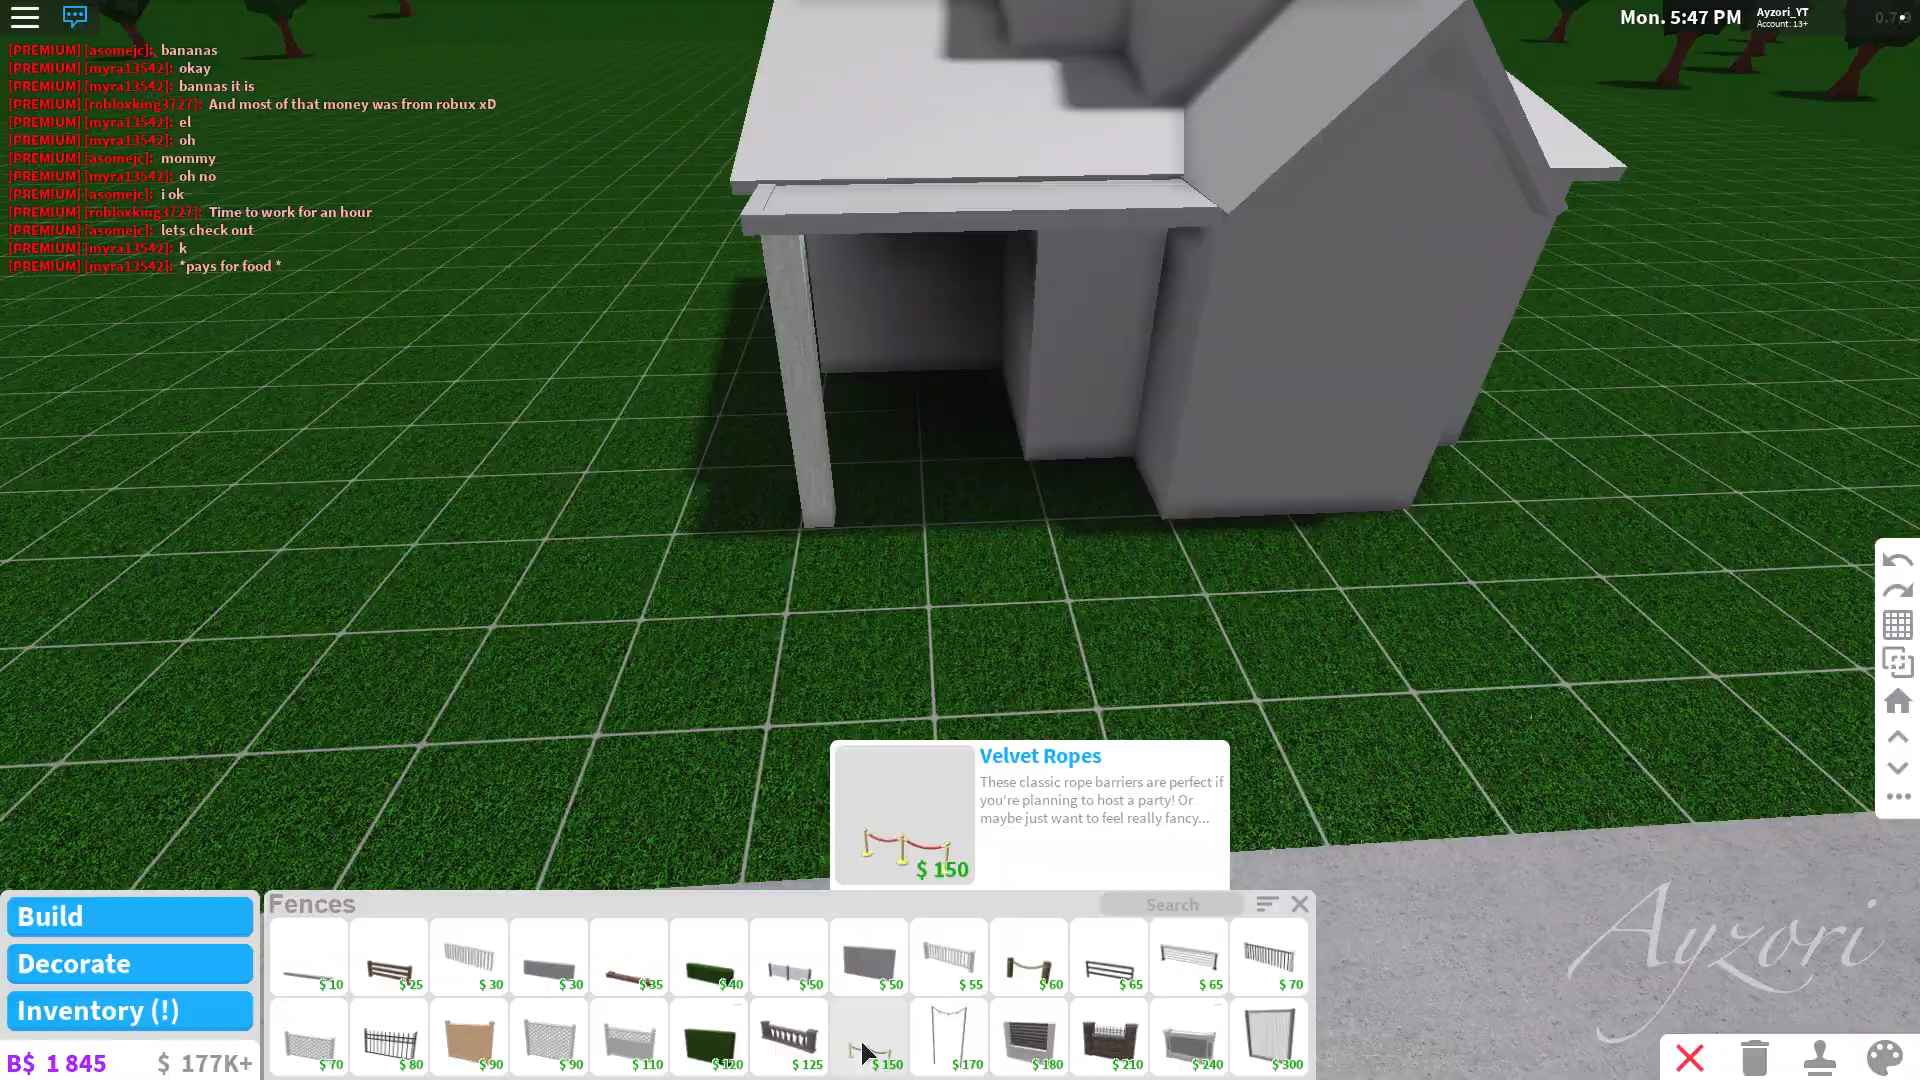 Mon. 5:47 PM
Ayzori_YT
Account: 13+
[PREMIUM] [asomejc]: bananas
[PREMIUM] [myra13542]: okay
[PREMIUM] [myra13542]: bannas it is
[PREMIUM] [robloxking3727]: And most of that money was from robux xD
[PREMIUM] [myra13542]: el
[PREMIUM] [myra13542]: oh
[PREMIUM] [asomejc]: mommy
[PREMIUM] [myra13542]: oh no
[PREMIUM] [asomejc]: i ok
[PREMIUM] [robloxking3727]: Time to work for an hour
[PREMIUM] [asomejc]: lets check out
[PREMIUM] [myra13542]: k
[PREMIUM] [myra13542]: *pays for food *
Velvet Ropes
These classic rope barriers are perfect if
you're planning to host a party! Or
maybe just want to feel really fancy...
$ 150
Build
Decorate
Inventory (!)
B$ 1 845
$ 177K+
Fences
Search
$ 10 $ 25 $ 30 $ 30 $ 35 $ 40 $ 50 $ 50 $ 55 $ 60 $ 65 $ 65 $ 70
$ 70 $ 80 $ 90 $ 90 $ 110 $ 120 $ 125 $ 150 $ 170 $ 180 $ 210 $ 240 $ 300
Ayzori